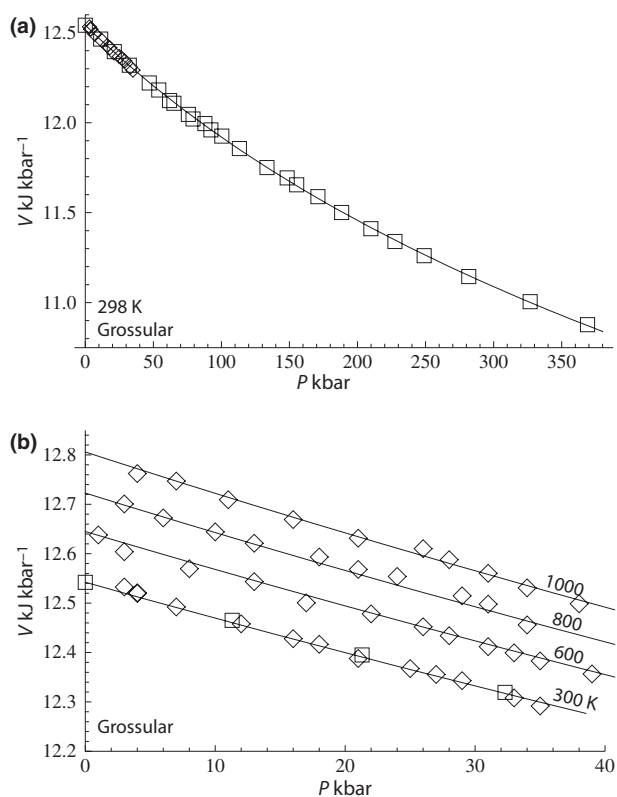 (a)
12.5
12.0
11.5
11.0
V kJ kbar⁻¹
298 K
Grossular
0 50 100 150 200 250 300 350
P kbar
(b)
12.8
12.7
12.6
12.5
12.4
12.3
12.2
V kJ kbar⁻¹
1000
800
600
300 K
Grossular
0 10 20 30 40
P kbar